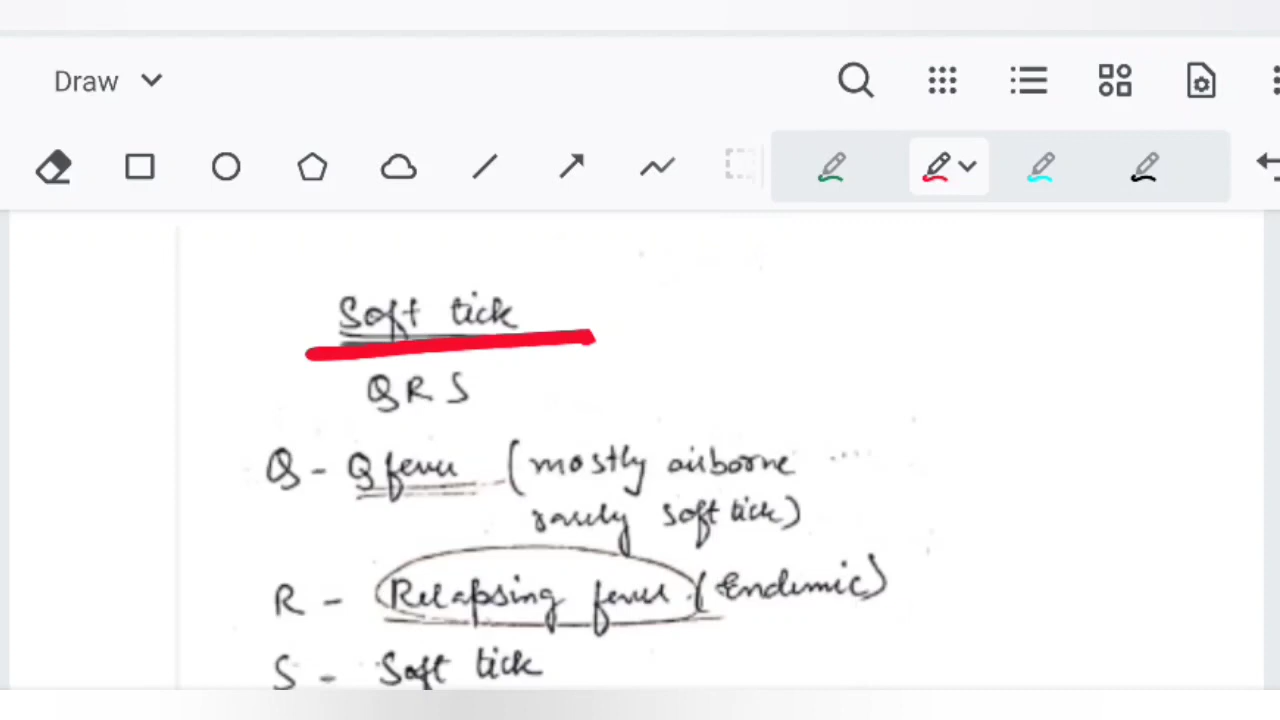 Draw
Soft tick
Q R S
Q - Q fever (mostly airborne
rarely soft tick)
R - Relapsing fever (Endemic)
S - Soft tick